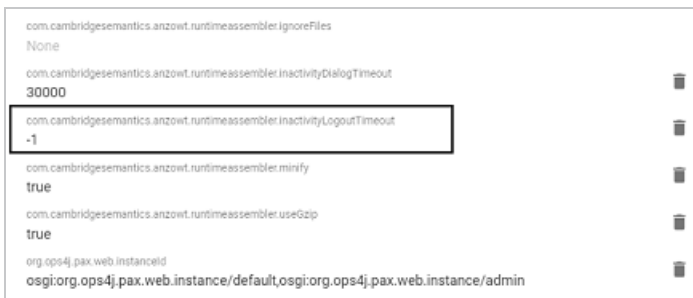 com.cambridgesemantics.anzowt.runtimeassembler.ignoreFiles
None
com.cambridgesemantics.anzowt.runtimeassembler.inactivityDialogTimeout
30000
com.cambridgesemantics.anzowt.runtimeassembler.inactivityLogoutTimeout
-1
com.cambridgesemantics.anzowt.runtimeassembler.minify
true
com.cambridgesemantics.anzowt.runtimeassembler.useGzip
true
org.ops4j.pax.web.instanceId
osgi:org.ops4j.pax.web.instance/default,osgi:org.ops4j.pax.web.instance/admin